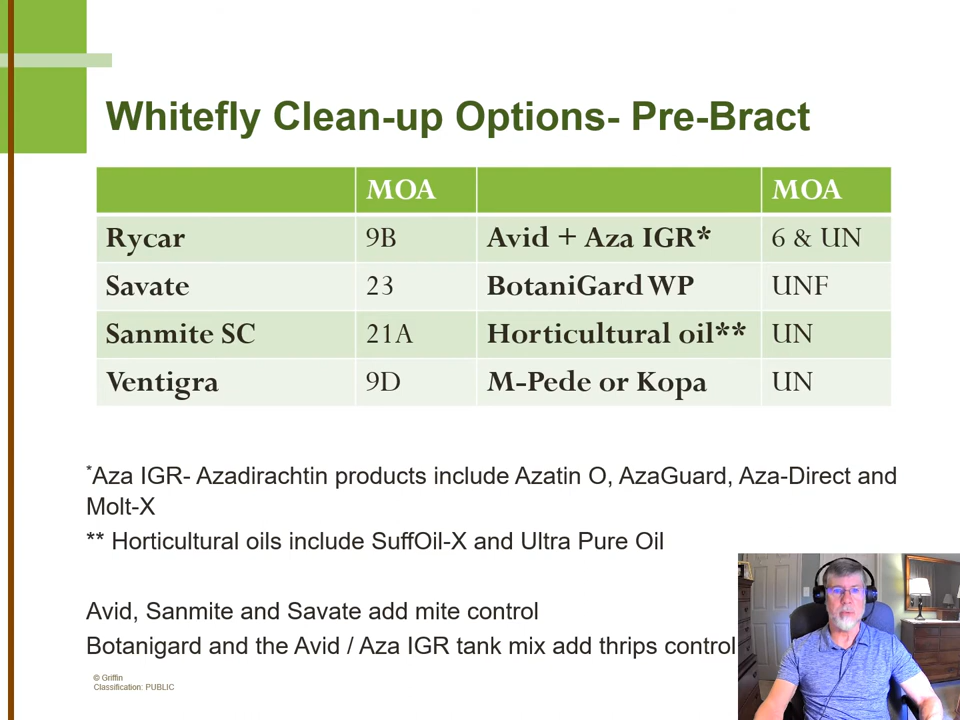 Whitefly Clean-up Options- Pre-Bract
MOA MOA
Rycar 9B Avid + Aza IGR* 6 & UN
Savate 23 BotaniGard WP UNF
Sanmite SC 21A Horticultural oil** UN
Ventigra 9D M-Pede or Kopa UN
*Aza IGR- Azadirachtin products include Azatin O, AzaGuard, Aza-Direct and
Molt-X
** Horticultural oils include SuffOil-X and Ultra Pure Oil
Avid, Sanmite and Savate add mite control
Botanigard and the Avid / Aza IGR tank mix add thrips control
© Griffin
Classification: PUBLIC